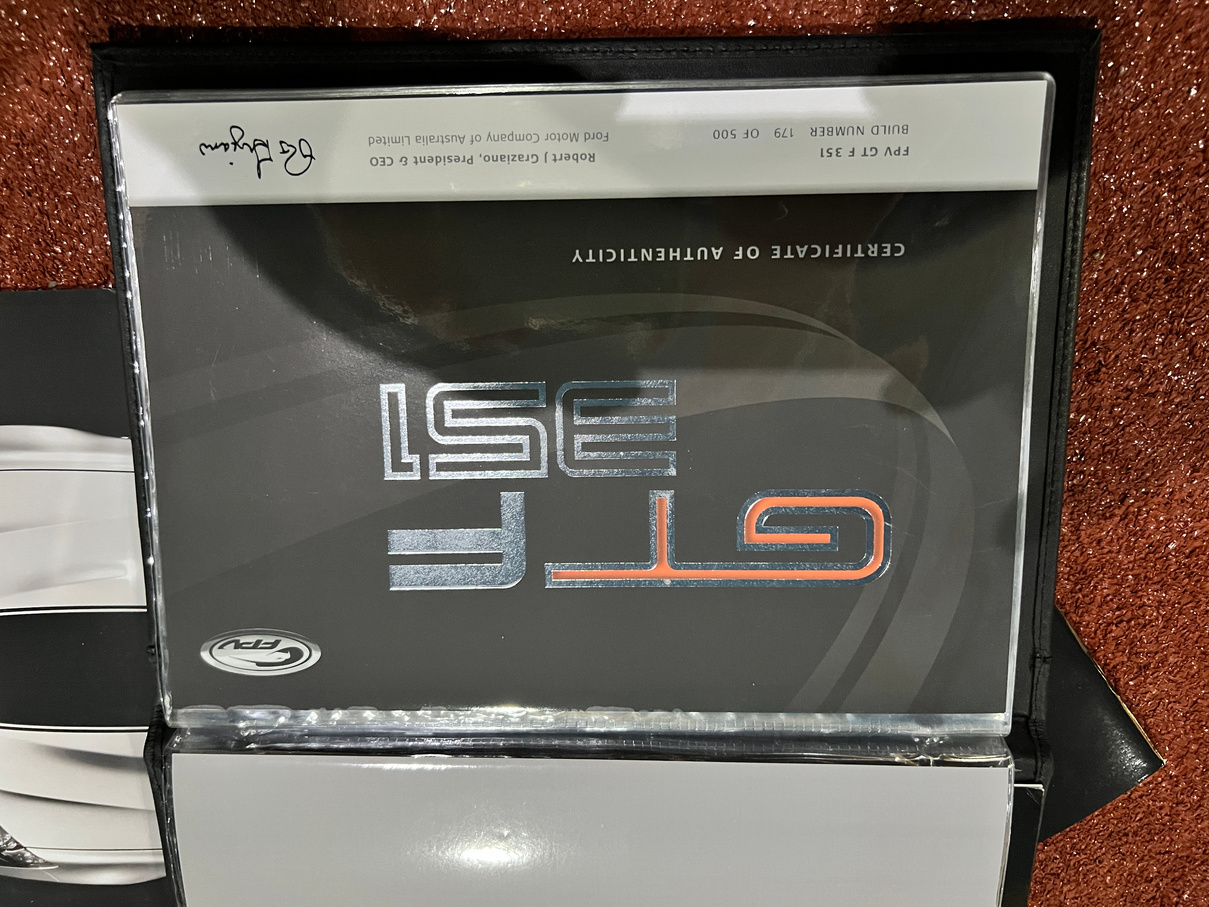 FPV
GT F
351
CERTIFICATE OF AUTHENTICITY
FPV GT F 351
BUILD NUMBER 179 OF 500
Robert J Graziano, President & CEO
Ford Motor Company of Australia Limited